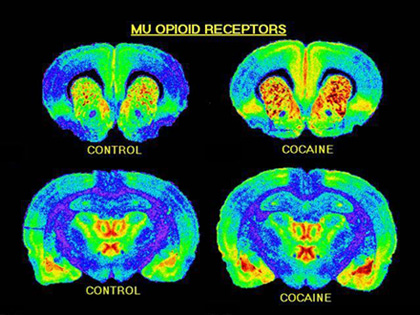 MU OPIOID RECEPTORS
CONTROL
COCAINE
CONTROL
COCAINE